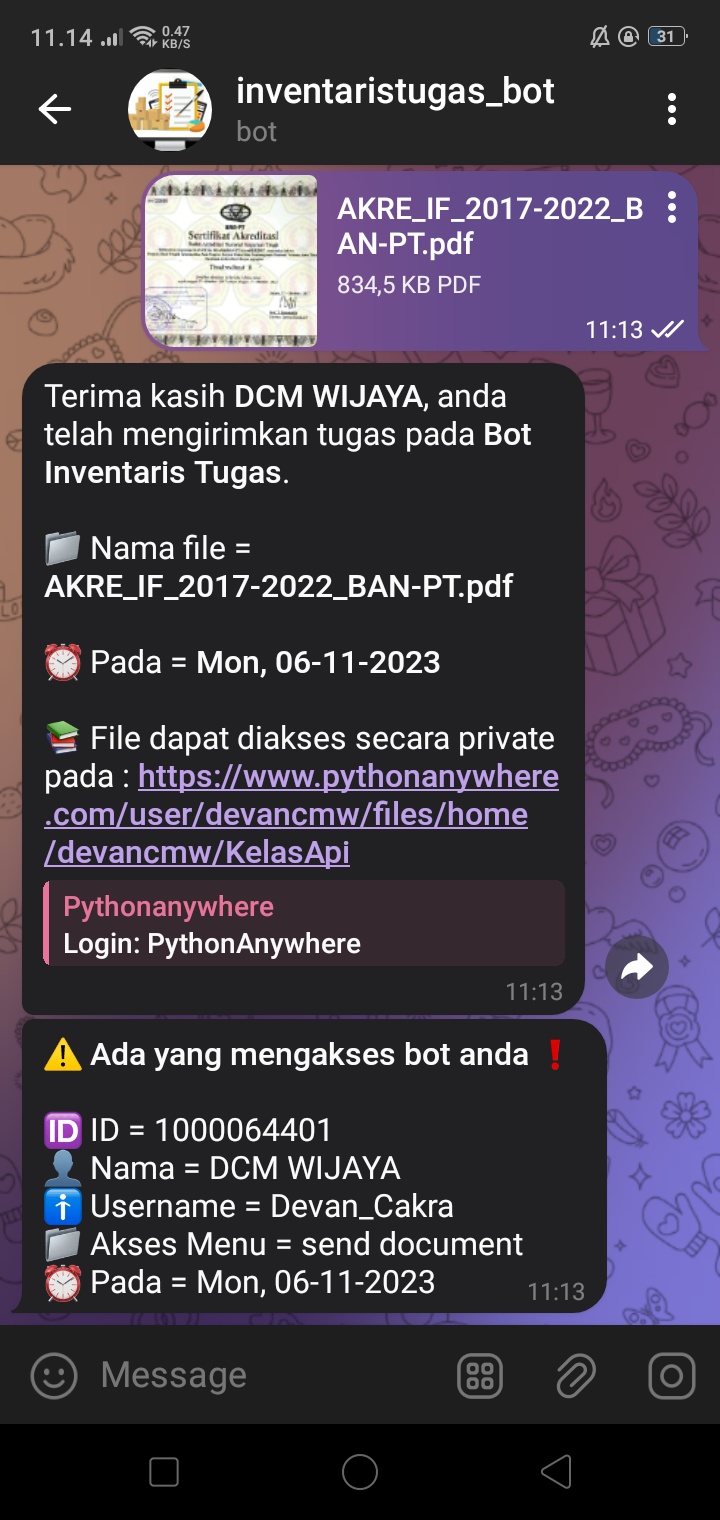 11.14
0.47
KB/S
31
inventaristugas_bot
bot
BAN-PT
Sertifikat Akreditasi
AKRE_IF_2017-2022_B
AN-PT.pdf
834,5 KB PDF
11:13
Terima kasih DCM WIJAYA, anda
telah mengirimkan tugas pada Bot
Inventaris Tugas.
Nama file =
AKRE_IF_2017-2022_BAN-PT.pdf
Pada = Mon, 06-11-2023
File dapat diakses secara private
pada : https://www.pythonanywhere
.com/user/devancmw/files/home
/devancmw/KelasApi
Pythonanywhere
Login: PythonAnywhere
11:13
Ada yang mengakses bot anda
ID ID = 1000064401
Nama = DCM WIJAYA
Username = Devan_Cakra
Akses Menu = send document
Pada = Mon, 06-11-2023
11:13
Message